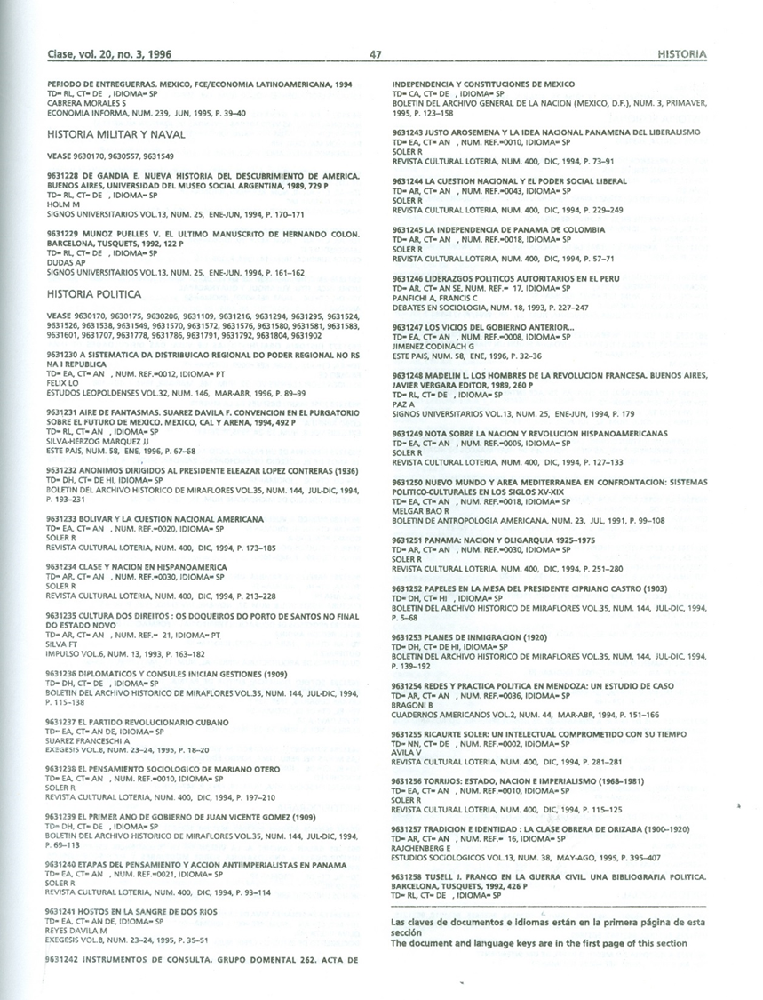 Clase, vol. 20, no. 3, 1996 47 HISTORIA
PERIODO DE ENTREGUERRAS. MEXICO, FCE/ECONOMIA LATINOAMERICANA, 1994
TD= RL, CT= DE , IDIOMA= SP
CABRERA MORALES S
ECONOMIA INFORMA, NUM. 239, JUN, 1995, P. 39-40
HISTORIA MILITAR Y NAVAL
VEASE 9630170, 9630557, 9631549
9631228 DE GANDIA E. NUEVA HISTORIA DEL DESCUBRIMIENTO DE AMERICA.
BUENOS AIRES, UNIVERSIDAD DEL MUSEO SOCIAL ARGENTINA, 1989, 729 P
TD= RL, CT= DE , IDIOMA= SP
HOLM M
SIGNOS UNIVERSITARIOS VOL.13, NUM. 25, ENE-JUN, 1994, P. 170-171
9631229 MUNOZ PUELLES V. EL ULTIMO MANUSCRITO DE HERNANDO COLON.
BARCELONA, TUSQUETS, 1992, 122 P
TD= RL, CT= DE , IDIOMA= SP
DUDAS AP
SIGNOS UNIVERSITARIOS VOL.13, NUM. 25, ENE-JUN, 1994, P. 161-162
HISTORIA POLITICA
VEASE 9630170, 9630175, 9630206, 9631109, 9631216, 9631294, 9631295, 9631524,
9631526, 9631538, 9631549, 9631570, 9631572, 9631576, 9631580, 9631581, 9631583,
9631601, 9631707, 9631778, 9631786, 9631791, 9631792, 9631804, 9631902
9631230 A SISTEMATICA DA DISTRIBUICAO REGIONAL DO PODER REGIONAL NO RS
NA I REPUBLICA
TD= EA, CT= AN , NUM. REF.=0012, IDIOMA= PT
FELIX LO
ESTUDOS LEOPOLDENSES VOL.32, NUM. 146, MAR-ABR, 1996, P. 89-99
9631231 AIRE DE FANTASMAS. SUAREZ DAVILA F. CONVENCION EN EL PURGATORIO
SOBRE EL FUTURO DE MEXICO. MEXICO, CAL Y ARENA, 1994, 492 P
TD= RL, CT= AN , IDIOMA= SP
SILVA-HERZOG MARQUEZ JJ
ESTE PAIS, NUM. 58, ENE, 1996, P. 67-68
9631232 ANONIMOS DIRIGIDOS AL PRESIDENTE ELEAZAR LOPEZ CONTRERAS (1936)
TD= DH, CT= DE HI, IDIOMA= SP
BOLETIN DEL ARCHIVO HISTORICO DE MIRAFLORES VOL.35, NUM. 144, JUL-DIC, 1994,
P. 193-231
9631233 BOLIVAR Y LA CUESTION NACIONAL AMERICANA
TD= EA, CT= AN , NUM. REF.=0020, IDIOMA= SP
SOLER R
REVISTA CULTURAL LOTERIA, NUM. 400, DIC, 1994, P. 173-185
9631234 CLASE Y NACION EN HISPANOAMERICA
TD= AR, CT= AN , NUM. REF.=0030, IDIOMA= SP
SOLER R
REVISTA CULTURAL LOTERIA, NUM. 400, DIC, 1994, P. 213-228
9631235 CULTURA DOS DIREITOS : OS DOQUEIROS DO PORTO DE SANTOS NO FINAL
DO ESTADO NOVO
TD= AR, CT= AN , NUM. REF.= 21, IDIOMA= PT
SILVA FT
IMPULSO VOL.6, NUM. 13, 1993, P. 163-182
9631236 DIPLOMATICOS Y CONSULES INICIAN GESTIONES (1909)
TD= DH, CT= DE , IDIOMA= SP
BOLETIN DEL ARCHIVO HISTORICO DE MIRAFLORES VOL.35, NUM. 144, JUL-DIC, 1994,
P. 115-138
9631237 EL PARTIDO REVOLUCIONARIO CUBANO
TD= EA, CT= AN DE, IDIOMA= SP
SUAREZ FRANCESCHI A
EXEGESIS VOL.8, NUM. 23-24, 1995, P. 18-20
9631238 EL PENSAMIENTO SOCIOLOGICO DE MARIANO OTERO
TD= EA, CT= AN , NUM. REF.=0010, IDIOMA= SP
SOLER R
REVISTA CULTURAL LOTERIA, NUM. 400, DIC, 1994, P. 197-210
9631239 EL PRIMER ANO DE GOBIERNO DE JUAN VICENTE GOMEZ (1909)
TD= DH, CT= DE , IDIOMA= SP
BOLETIN DEL ARCHIVO HISTORICO DE MIRAFLORES VOL.35, NUM. 144, JUL-DIC, 1994,
P. 69-113
9631240 ETAPAS DEL PENSAMIENTO Y ACCION ANTIIMPERIALISTAS EN PANAMA
TD= EA, CT= AN , NUM. REF.=0021, IDIOMA= SP
SOLER R
REVISTA CULTURAL LOTERIA, NUM. 400, DIC, 1994, P. 93-114
9631241 HOSTOS EN LA SANGRE DE DOS RIOS
TD= EA, CT= AN DE, IDIOMA= SP
REYES DAVILA M
EXEGESIS VOL.8, NUM. 23-24, 1995, P. 35-51
9631242 INSTRUMENTOS DE CONSULTA. GRUPO DOMENTAL 262. ACTA DE
INDEPENDENCIA Y CONSTITUCIONES DE MEXICO
TD= CA, CT= DE , IDIOMA= SP
BOLETIN DEL ARCHIVO GENERAL DE LA NACION (MEXICO, D.F.), NUM. 3, PRIMAVER,
1995, P. 123-158
9631243 JUSTO AROSEMENA Y LA IDEA NACIONAL PANAMENA DEL LIBERALISMO
TD= EA, CT= AN , NUM. REF.=0010, IDIOMA= SP
SOLER R
REVISTA CULTURAL LOTERIA, NUM. 400, DIC, 1994, P. 73-91
9631244 LA CUESTION NACIONAL Y EL PODER SOCIAL LIBERAL
TD= AR, CT= AN , NUM. REF.=0043, IDIOMA= SP
SOLER R
REVISTA CULTURAL LOTERIA, NUM. 400, DIC, 1994, P. 229-249
9631245 LA INDEPENDENCIA DE PANAMA DE COLOMBIA
TD= AR, CT= AN , NUM. REF.=0018, IDIOMA= SP
SOLER R
REVISTA CULTURAL LOTERIA, NUM. 400, DIC, 1994, P. 57-71
9631246 LIDERAZGOS POLITICOS AUTORITARIOS EN EL PERU
TD= AR, CT= AN SE, NUM. REF.= 17, IDIOMA= SP
PANFICHI A, FRANCIS C
DEBATES EN SOCIOLOGIA, NUM. 18, 1993, P. 227-247
9631247 LOS VICIOS DEL GOBIERNO ANTERIOR...
TD= EA, CT= AN , NUM. REF.=0008, IDIOMA= SP
JIMENEZ CODINACH G
ESTE PAIS, NUM. 58, ENE, 1996, P. 32-36
9631248 MADELIN L. LOS HOMBRES DE LA REVOLUCION FRANCESA. BUENOS AIRES,
JAVIER VERGARA EDITOR, 1989, 260 P
TD= RL, CT= DE , IDIOMA= SP
PAZ A
SIGNOS UNIVERSITARIOS VOL.13, NUM. 25, ENE-JUN, 1994, P. 179
9631249 NOTA SOBRE LA NACION Y REVOLUCION HISPANOAMERICANAS
TD= EA, CT= AN , NUM. REF.=0005, IDIOMA= SP
SOLER R
REVISTA CULTURAL LOTERIA, NUM. 400, DIC, 1994, P. 127-133
9631250 NUEVO MUNDO Y AREA MEDITERRANEA EN CONFRONTACION: SISTEMAS
POLITICO-CULTURALES EN LOS SIGLOS XV-XIX
TD= EA, CT= AN , NUM. REF.=0018, IDIOMA= SP
MELGAR BAO R
BOLETIN DE ANTROPOLOGIA AMERICANA, NUM. 23, JUL, 1991, P. 99-108
9631251 PANAMA: NACION Y OLIGARQUIA 1925-1975
TD= AR, CT= AN , NUM. REF.=0030, IDIOMA= SP
SOLER R
REVISTA CULTURAL LOTERIA, NUM. 400, DIC, 1994, P. 251-280
9631252 PAPELES EN LA MESA DEL PRESIDENTE CIPRIANO CASTRO (1903)
TD= DH, CT= HI , IDIOMA= SP
BOLETIN DEL ARCHIVO HISTORICO DE MIRAFLORES VOL.35, NUM. 144, JUL-DIC, 1994,
P. 5-68
9631253 PLANES DE INMIGRACION (1920)
TD= DH, CT= DE HI, IDIOMA= SP
BOLETIN DEL ARCHIVO HISTORICO DE MIRAFLORES VOL.35, NUM. 144, JUL-DIC, 1994,
P. 139-192
9631254 REDES Y PRACTICA POLITICA EN MENDOZA: UN ESTUDIO DE CASO
TD= AR, CT= AN , NUM. REF.=0036, IDIOMA= SP
BRAGONI B
CUADERNOS AMERICANOS VOL.2, NUM. 44, MAR-ABR, 1994, P. 151-166
9631255 RICAURTE SOLER: UN INTELECTUAL COMPROMETIDO CON SU TIEMPO
TD= NN, CT= DE , NUM. REF.=0002, IDIOMA= SP
AVILA V
REVISTA CULTURAL LOTERIA, NUM. 400, DIC, 1994, P. 281-281
9631256 TORRIJOS: ESTADO, NACION E IMPERIALISMO (1968-1981)
TD= EA, CT= AN , NUM. REF.=0010, IDIOMA= SP
SOLER R
REVISTA CULTURAL LOTERIA, NUM. 400, DIC, 1994, P. 115-125
9631257 TRADICION E IDENTIDAD : LA CLASE OBRERA DE ORIZABA (1900-1920)
TD= AR, CT= AN , NUM. REF.= 16, IDIOMA= SP
RAJCHENBERG E
ESTUDIOS SOCIOLOGICOS VOL.13, NUM. 38, MAY-AGO, 1995, P. 395-407
9631258 TUSELL J. FRANCO EN LA GUERRA CIVIL. UNA BIBLIOGRAFIA POLITICA.
BARCELONA, TUSQUETS, 1992, 426 P
TD= RL, CT= DE , IDIOMA= SP
Las claves de documentos e idiomas están en la primera página de esta
sección
The document and language keys are in the first page of this section